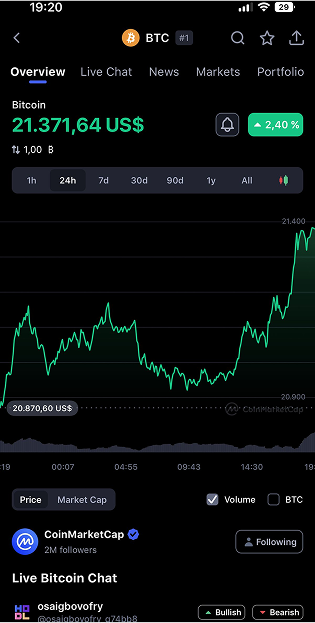 19:20
29
BTC #1
Overview Live Chat News Markets Portfolio
Bitcoin
21.371,64 US$
2,40 %
1,00 ₿
1h 24h 7d 30d 90d 1y All
21.400
20.900
20.870,60 US$
CoinMarketCap
:19 00:07 04:55 09:43 14:30 19:
Price Market Cap
Volume BTC
CoinMarketCap
2M followers
Following
Live Bitcoin Chat
HODL
osaigbovofry
@osaigbovofry_g74bb8
Bullish Bearish